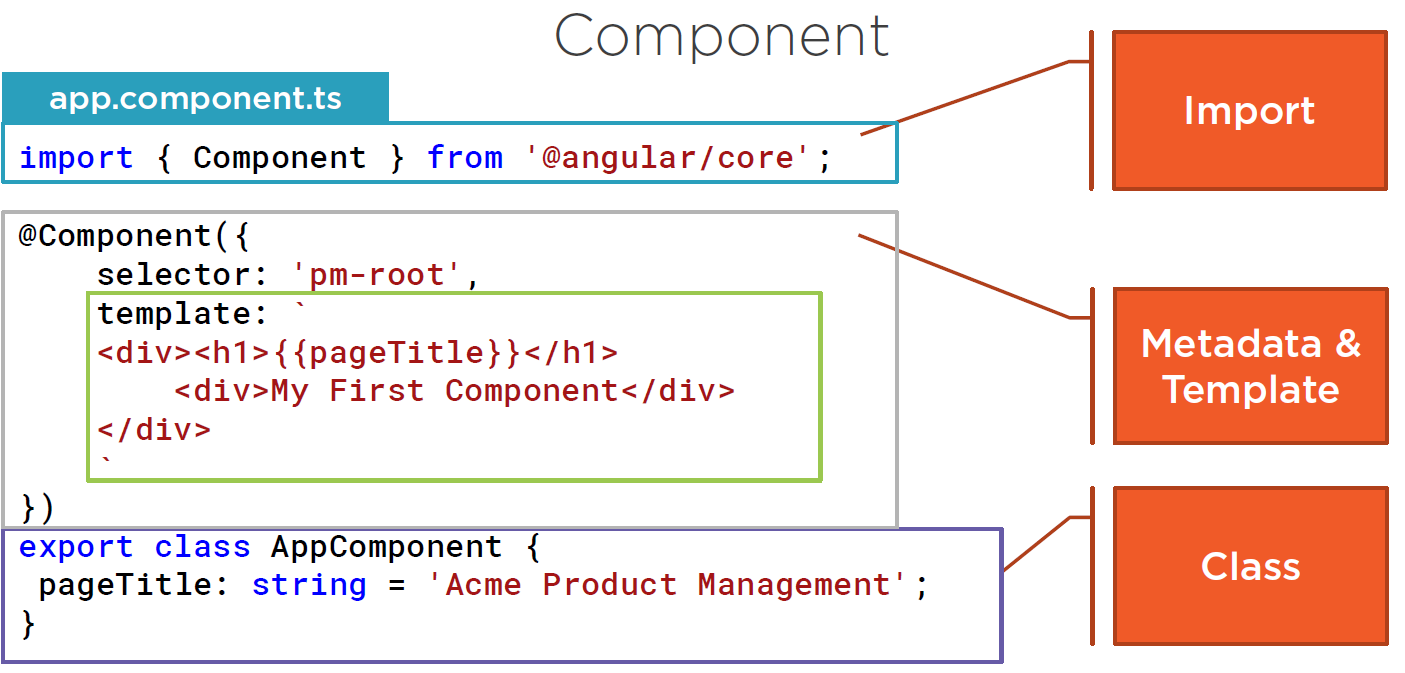 Component
app.component.ts
import { Component } from '@angular/core';
Import
@Component({
    selector: 'pm-root',
    template: `
    <div><h1>{{pageTitle}}</h1>
        <div>My First Component</div>
    </div>
    `
})
Metadata &
Template
export class AppComponent {
 pageTitle: string = 'Acme Product Management';
}
Class